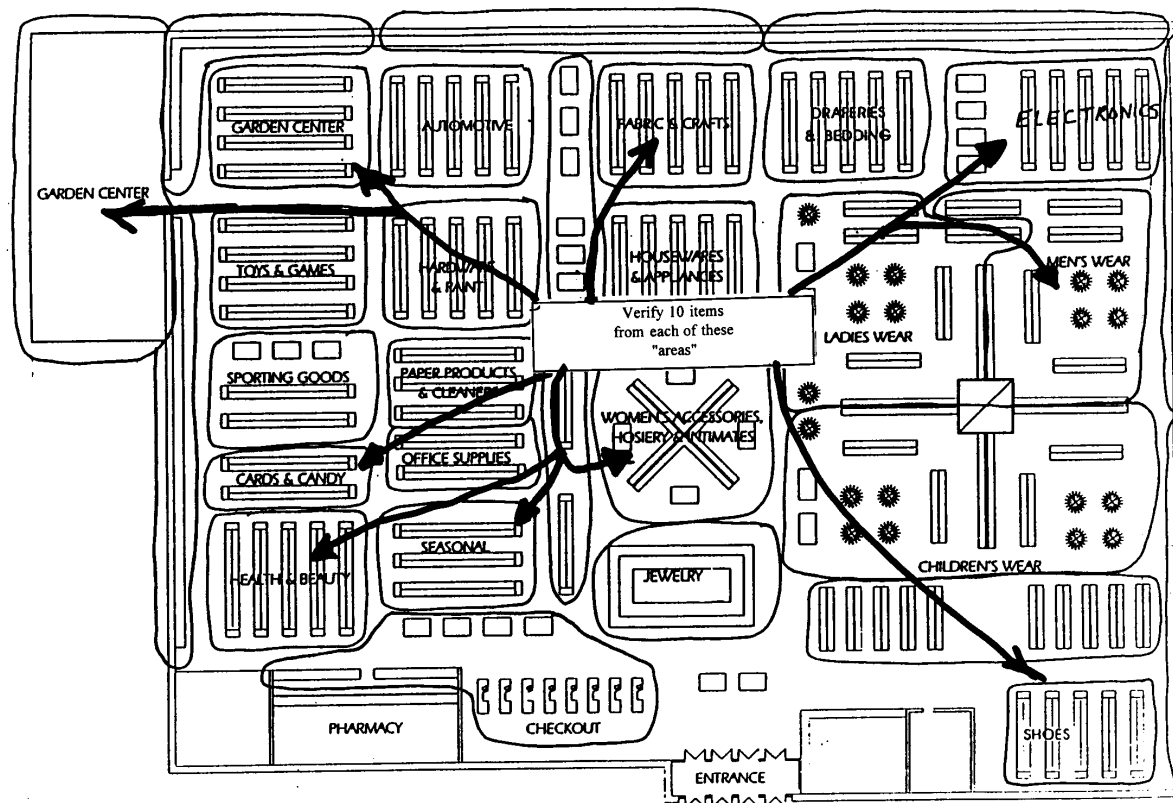 GARDEN CENTER
AUTOMOTIVE
FABRIC & CRAFTS
DRAPERIES
& BEDDING
ELECTRONICS
GARDEN CENTER
TOYS & GAMES
HARDWARE
& PAINT
HOUSEWARES
& APPLIANCES
MEN'S WEAR
Verify 10 items
from each of these
"areas"
LADIES WEAR
SPORTING GOODS
PAPER PRODUCTS
& CLEANERS
WOMEN'S ACCESSORIES,
HOSIERY & INTIMATES
OFFICE SUPPLIES
CARDS & CANDY
SEASONAL
HEALTH & BEAUTY
JEWELRY
CHILDREN'S WEAR
PHARMACY
CHECKOUT
SHOES
ENTRANCE